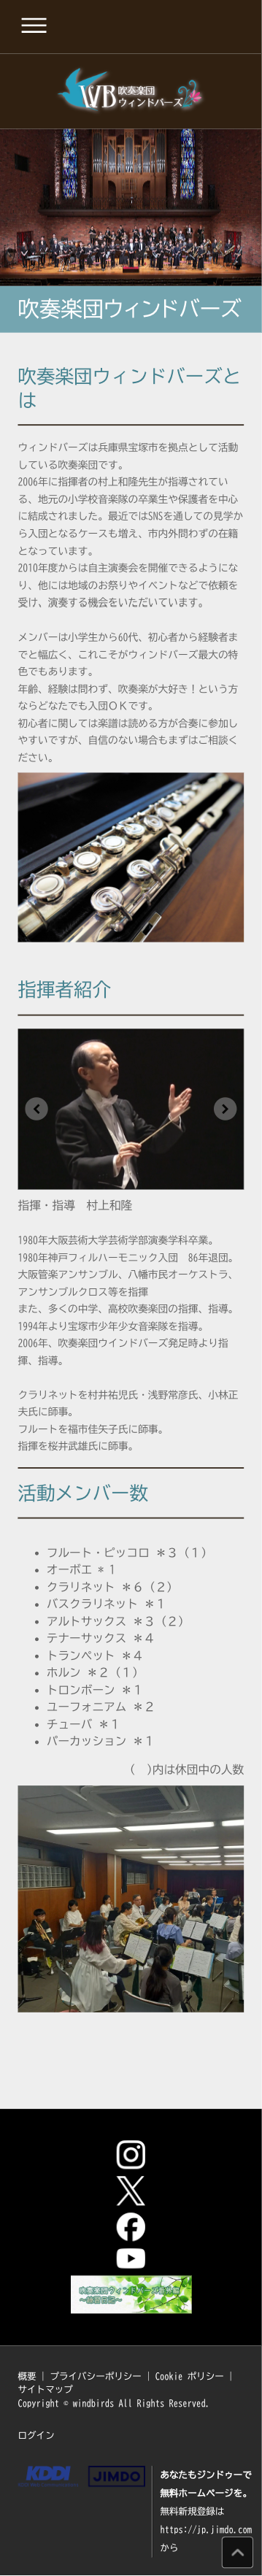 WB 吹奏楽団
ウィンドバーズ
吹奏楽団ウィンドバーズ
吹奏楽団ウィンドバーズと
は
ウィンドバーズは兵庫県宝塚市を拠点として活動
している吹奏楽団です。
2006年に指揮者の村上和隆先生が指導されてい
る、地元の小学校音楽隊の卒業生や保護者を中心
に結成されました。最近ではSNSを通しての見学か
ら入団となるケースも増え、市内外問わずの在籍
となっています。
2010年度からは自主演奏会を開催できるようにな
り、他には地域のお祭りやイベントなどで依頼を
受け、演奏する機会をいただいています。
メンバーは小学生から60代、初心者から経験者ま
でと幅広く、これこそがウィンドバーズ最大の特
色でもあります。
年齢、経験は問わず、吹奏楽が大好き！という方
ならどなたでも入団ＯＫです。
初心者に関しては楽譜は読める方が合奏に参加し
やすいですが、自信のない場合もまずはご相談く
ださい。
指揮者紹介
指揮・指導　村上和隆
1980年大阪芸術大学芸術学部演奏学科卒業。
1980年神戸フィルハーモニック入団　86年退団。
大阪管楽アンサンブル、八幡市民オーケストラ、
アンサンブルクロス等を指揮
また、多くの中学、高校吹奏楽団の指揮、指導。
1994年より宝塚市少年少女音楽隊を指導。
2006年、吹奏楽団ウインドバーズ発足時より指
揮、指導。
クラリネットを村井祐児氏・浅野常彦氏、小林正
夫氏に師事。
フルートを福市佳矢子氏に師事。
指揮を桜井武雄氏に師事。
活動メンバー数
• フルート・ピッコロ ＊３（１）
• オーボエ ＊１
• クラリネット ＊６（２）
• バスクラリネット ＊１
• アルトサックス ＊３（２）
• テナーサックス ＊４
• トランペット ＊４
• ホルン ＊２（１）
• トロンボーン ＊１
• ユーフォニアム ＊２
• チューバ ＊１
• パーカッション ＊１
（　）内は休団中の人数
概要 | プライバシーポリシー | Cookie ポリシー |
サイトマップ
Copyright © windbirds All Rights Reserved.
ログイン
KDDI JIMDO
あなたもジンドゥーで
無料ホームページを。
無料新規登録は
https://jp.jimdo.com
から